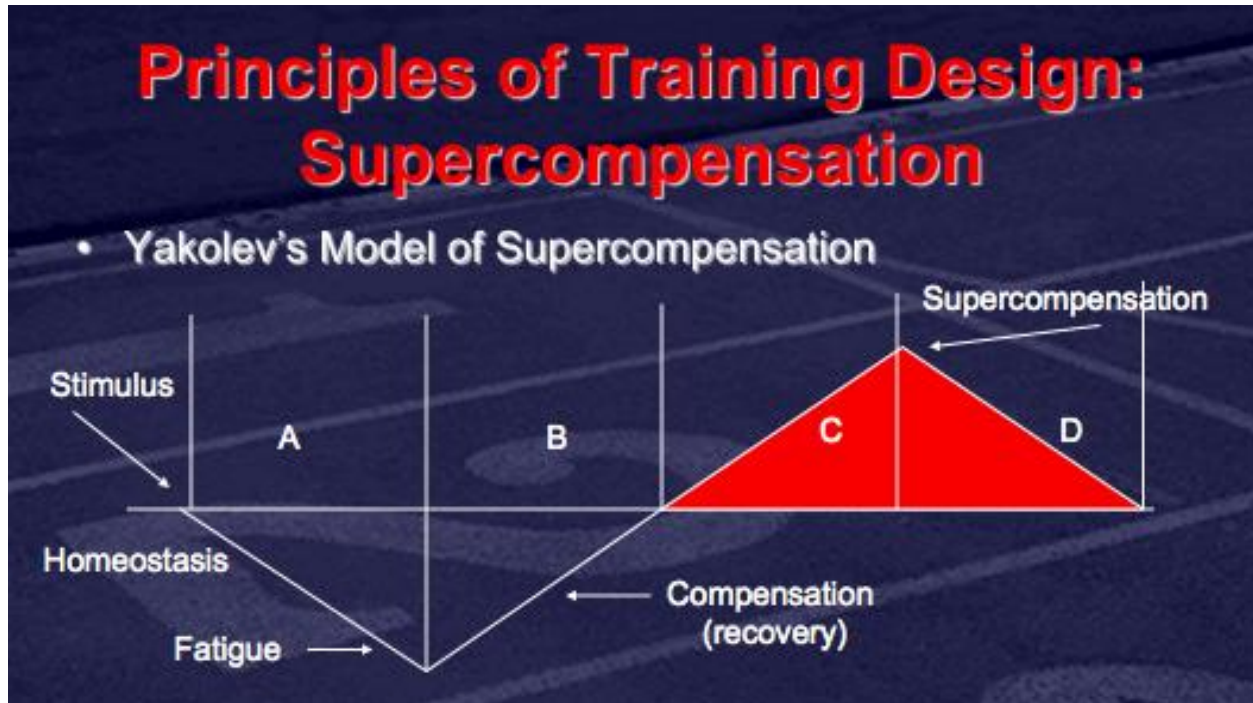 Principles of Training Design:
Supercompensation
• Yakolev's Model of Supercompensation
Supercompensation
Stimulus
A
B
C
D
Homeostasis
Compensation
(recovery)
Fatigue